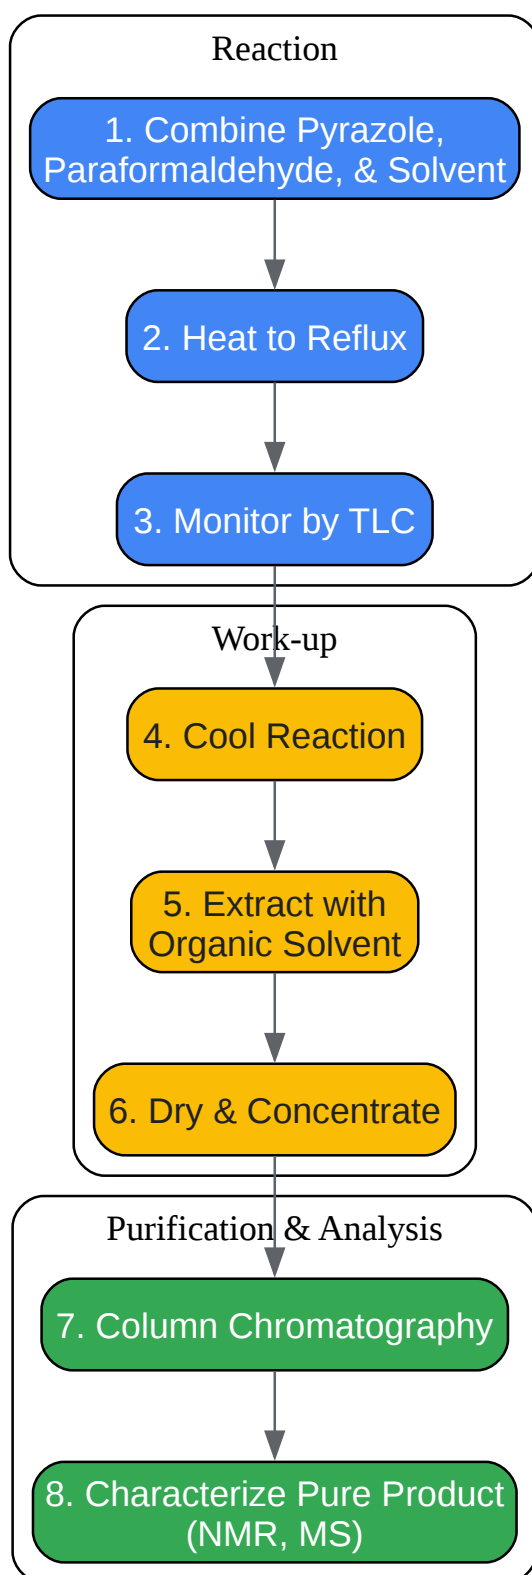 Reaction
1. Combine Pyrazole,
Paraformaldehyde, & Solvent
2. Heat to Reflux
3. Monitor by TLC
Work-up
4. Cool Reaction
5. Extract with
Organic Solvent
6. Dry & Concentrate
Purification & Analysis
7. Column Chromatography
8. Characterize Pure Product
(NMR, MS)